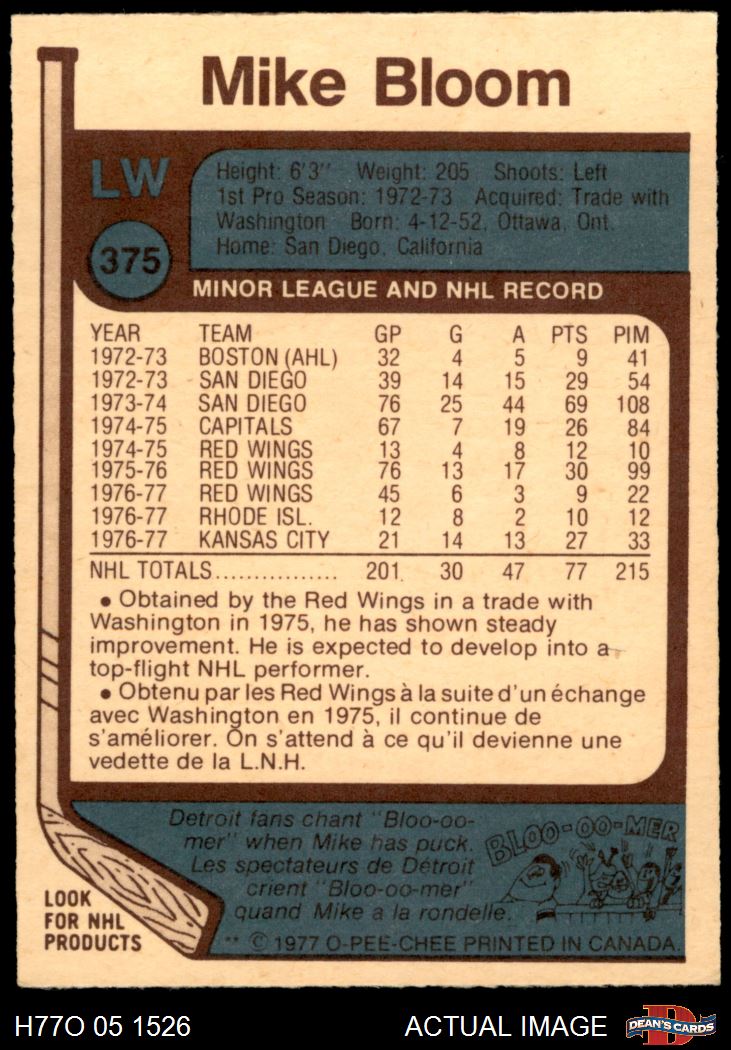 Mike Bloom
LW
375
Height: 6'3" Weight: 205 Shoots: Left
1st Pro Season: 1972-73 Acquired: Trade with
Washington Born: 4-12-52, Ottawa, Ont.
Home: San Diego, California
MINOR LEAGUE AND NHL RECORD
YEAR TEAM GP G A PTS PIM
1972-73 BOSTON (AHL) 32 4 5 9 41
1972-73 SAN DIEGO 39 14 15 29 54
1973-74 SAN DIEGO 76 25 44 69 108
1974-75 CAPITALS 67 7 19 26 84
1974-75 RED WINGS 13 4 8 12 10
1975-76 RED WINGS 76 13 17 30 99
1976-77 RED WINGS 45 6 3 9 22
1976-77 RHODE ISL. 12 8 2 10 12
1976-77 KANSAS CITY 21 14 13 27 33
NHL TOTALS................ 201 30 47 77 215
• Obtained by the Red Wings in a trade with
Washington in 1975, he has shown steady
improvement. He is expected to develop into a
top-flight NHL performer.
• Obtenu par les Red Wings à la suite d'un échange
avec Washington en 1975, il continue de
s'améliorer. On s'attend à ce qu'il devienne une
vedette de la L.N.H.
Detroit fans chant "Bloo-oo-
mer" when Mike has puck.
Les spectateurs de Détroit
crient "Bloo-oo-mer"
quand Mike a la rondelle.
BLOO-OO-MER
LOOK
FOR NHL
PRODUCTS
** © 1977 O-PEE-CHEE PRINTED IN CANADA.
H77O 05 1526 ACTUAL IMAGE
DEAN'S CARDS